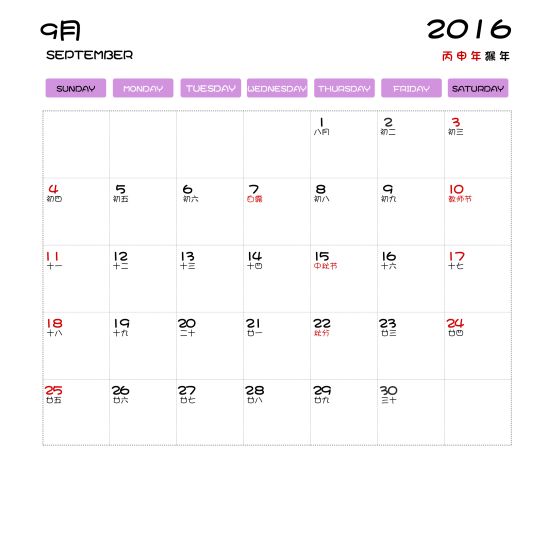 9月 2016
SEPTEMBER 丙申年猴年
SUNDAY MONDAY TUESDAY WEDNESDAY THURSDAY FRIDAY SATURDAY
1 2 3
八月 初二 初三
4 5 6 7 8 9 10
初四 初五 初六 白露 初八 初九 教师节
11 12 13 14 15 16 17
十一 十二 十三 十四 中秋节 十六 十七
18 19 20 21 22 23 24
十八 十九 二十 廿一 秋分 廿三 廿四
25 26 27 28 29 30
廿五 廿六 廿七 廿八 廿九 三十